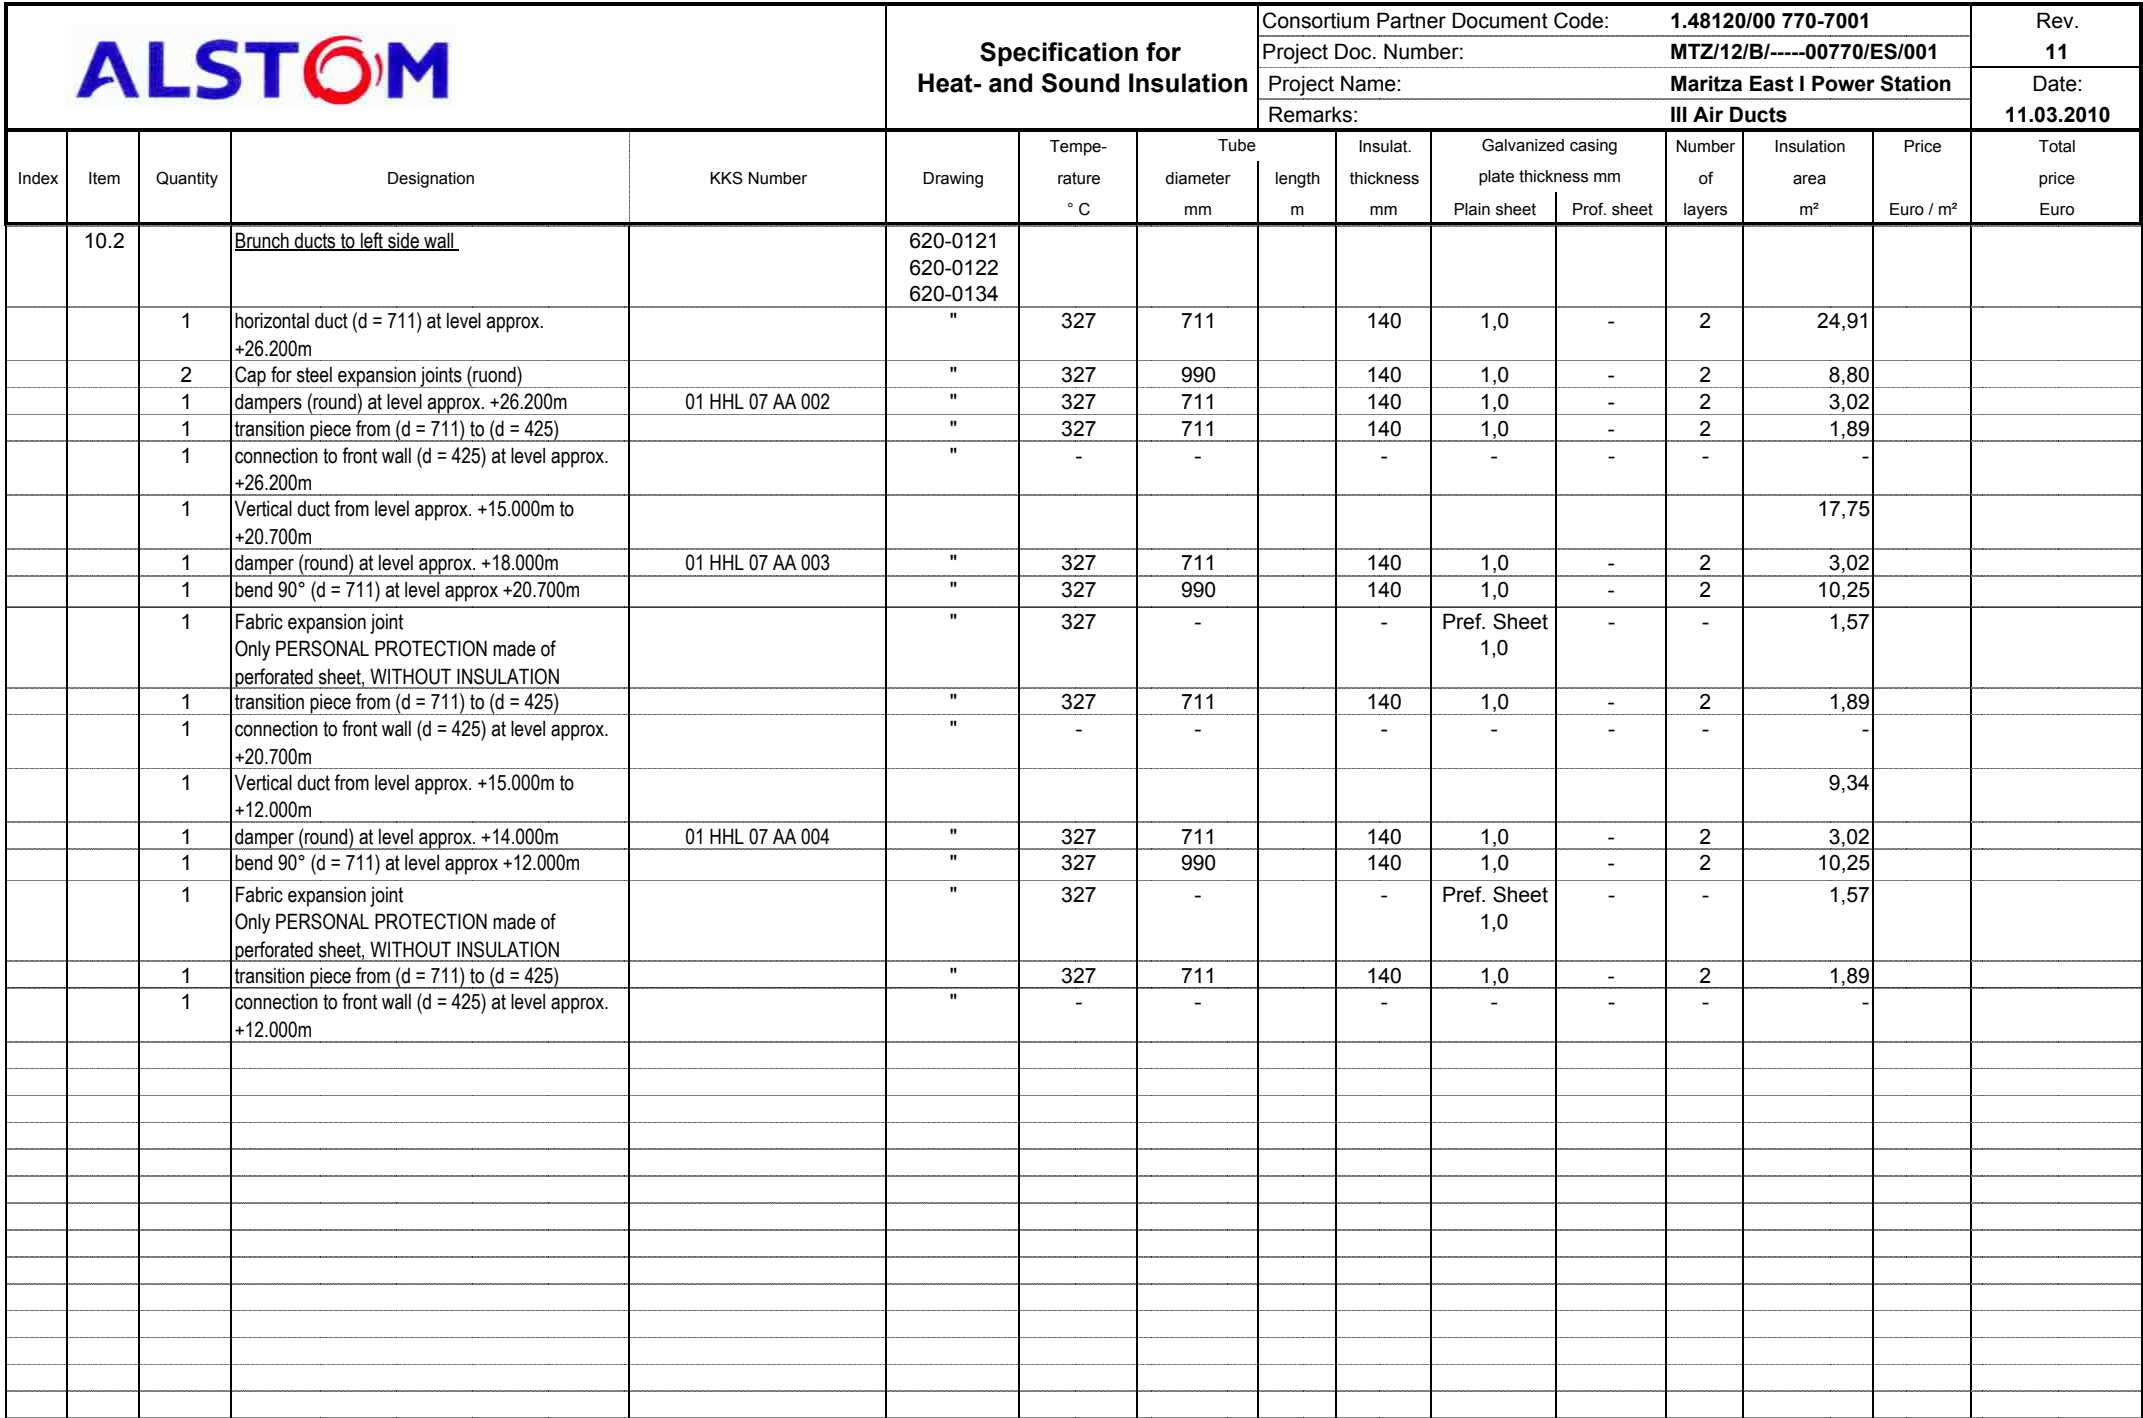 ALSTOM
Specification for
Heat- and Sound Insulation
Consortium Partner Document Code: 1.48120/00 770-7001
Project Doc. Number: MTZ/12/B/-----00770/ES/001
Project Name: Maritza East I Power Station
Remarks: III Air Ducts
Rev.
11
Date:
11.03.2010
Index Item Quantity Designation KKS Number Drawing
Tempe-
rature
° C
Tube
diameter length
mm m
Insulat.
thickness
mm
Galvanized casing
plate thickness mm
Plain sheet Prof. sheet
Number
of
layers
Insulation
area
m²
Price
Euro / m²
Total
price
Euro
10.2 Brunch ducts to left side wall 620-0121
620-0122
620-0134
1 horizontal duct (d = 711) at level approx. " 327 711 140 1,0 - 2 24,91
+26.200m
2 Cap for steel expansion joints (ruond) " 327 990 140 1,0 - 2 8,80
1 dampers (round) at level approx. +26.200m 01 HHL 07 AA 002 " 327 711 140 1,0 - 2 3,02
1 transition piece from (d = 711) to (d = 425) " 327 711 140 1,0 - 2 1,89
1 connection to front wall (d = 425) at level approx. " - - - - - - -
+26.200m
1 Vertical duct from level approx. +15.000m to 17,75
+20.700m
1 damper (round) at level approx. +18.000m 01 HHL 07 AA 003 " 327 711 140 1,0 - 2 3,02
1 bend 90° (d = 711) at level approx +20.700m " 327 990 140 1,0 - 2 10,25
1 Fabric expansion joint " 327 - - Pref. Sheet - - 1,57
Only PERSONAL PROTECTION made of 1,0
perforated sheet, WITHOUT INSULATION
1 transition piece from (d = 711) to (d = 425) " 327 711 140 1,0 - 2 1,89
1 connection to front wall (d = 425) at level approx. " - - - - - - -
+20.700m
1 Vertical duct from level approx. +15.000m to 9,34
+12.000m
1 damper (round) at level approx. +14.000m 01 HHL 07 AA 004 " 327 711 140 1,0 - 2 3,02
1 bend 90° (d = 711) at level approx +12.000m " 327 990 140 1,0 - 2 10,25
1 Fabric expansion joint " 327 - - Pref. Sheet - - 1,57
Only PERSONAL PROTECTION made of 1,0
perforated sheet, WITHOUT INSULATION
1 transition piece from (d = 711) to (d = 425) " 327 711 140 1,0 - 2 1,89
1 connection to front wall (d = 425) at level approx. " - - - - - - -
+12.000m